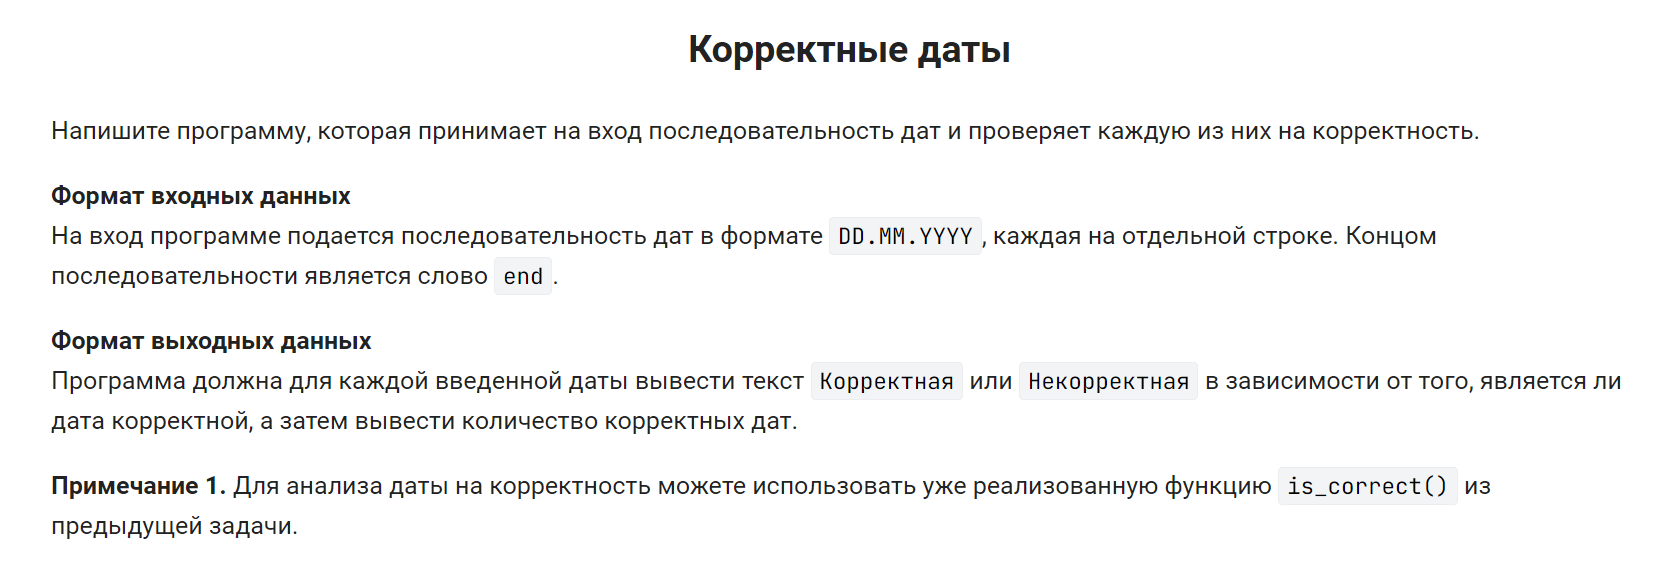 Корректные даты
Напишите программу, которая принимает на вход последовательность дат и проверяет каждую из них на корректность.
Формат входных данных
На вход программе подается последовательность дат в формате DD.MM.YYYY, каждая на отдельной строке. Концом
последовательности является слово end.
Формат выходных данных
Программа должна для каждой введенной даты вывести текст Корректная или Некорректная в зависимости от того, является ли
дата корректной, а затем вывести количество корректных дат.
Примечание 1. Для анализа даты на корректность можете использовать уже реализованную функцию is_correct() из
предыдущей задачи.